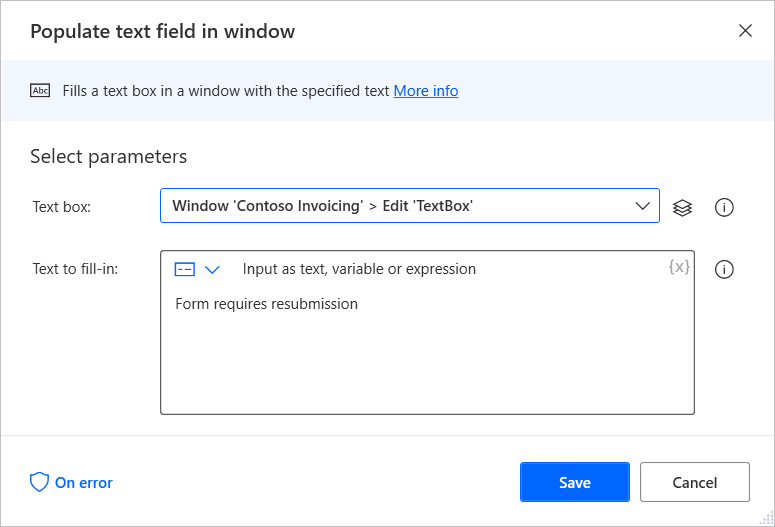 Populate text field in window
Abc Fills a text box in a window with the specified text More info
Select parameters
Text box: Window 'Contoso Invoicing' > Edit 'TextBox'
Text to fill-in: Input as text, variable or expression {x}
Form requires resubmission
On error Save Cancel